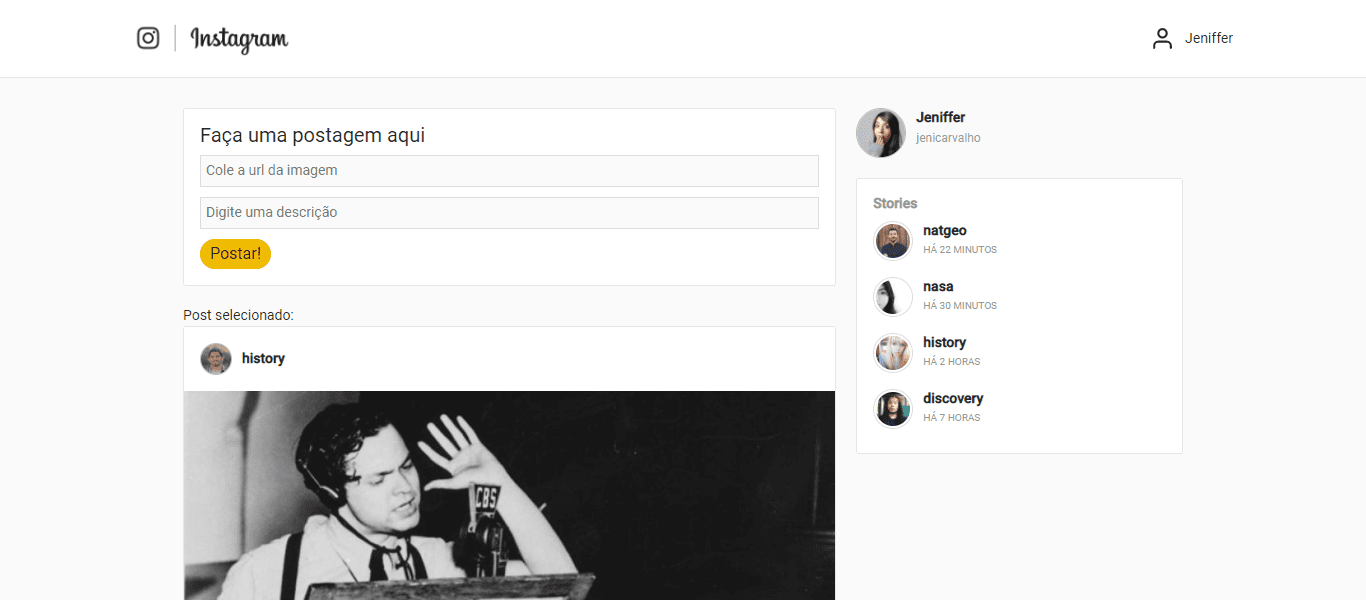 Instagram
Jeniffer
Faça uma postagem aqui
Cole a url da imagem
Digite uma descrição
Postar!
Post selecionado:
history
CBS
Jeniffer
jenicarvalho
Stories
natgeo
HÁ 22 MINUTOS
nasa
HÁ 30 MINUTOS
history
HÁ 2 HORAS
discovery
HÁ 7 HORAS